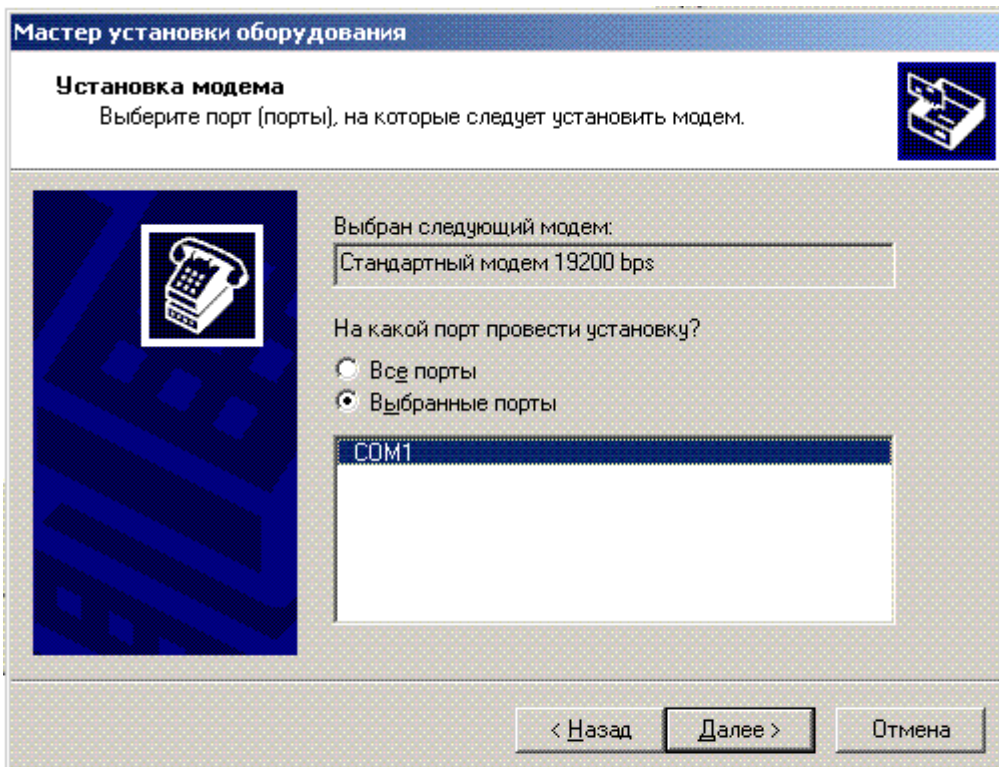 Мастер установки оборудования
Установка модема
Выберите порт (порты), на которые следует установить модем.
Выбран следующий модем:
Стандартный модем 19200 bps
На какой порт провести установку?
Все порты
Выбранные порты
COM1
< Назад
Далее >
Отмена